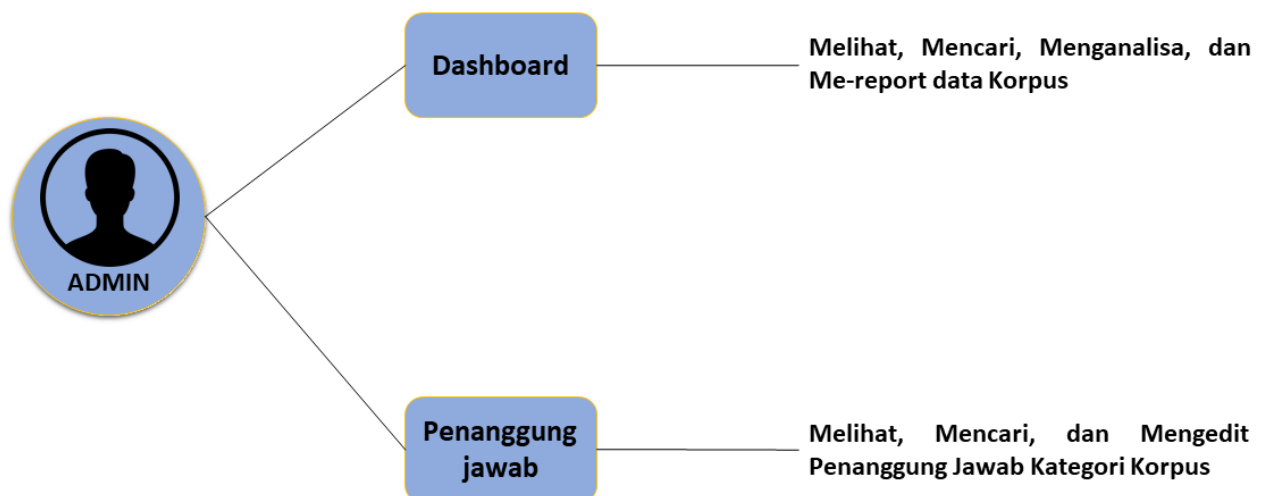 Dashboard
Melihat, Mencari, Menganalisa, dan
Me-report data Korpus
ADMIN
Penanggung
jawab
Melihat, Mencari, dan Mengedit
Penanggung Jawab Kategori Korpus